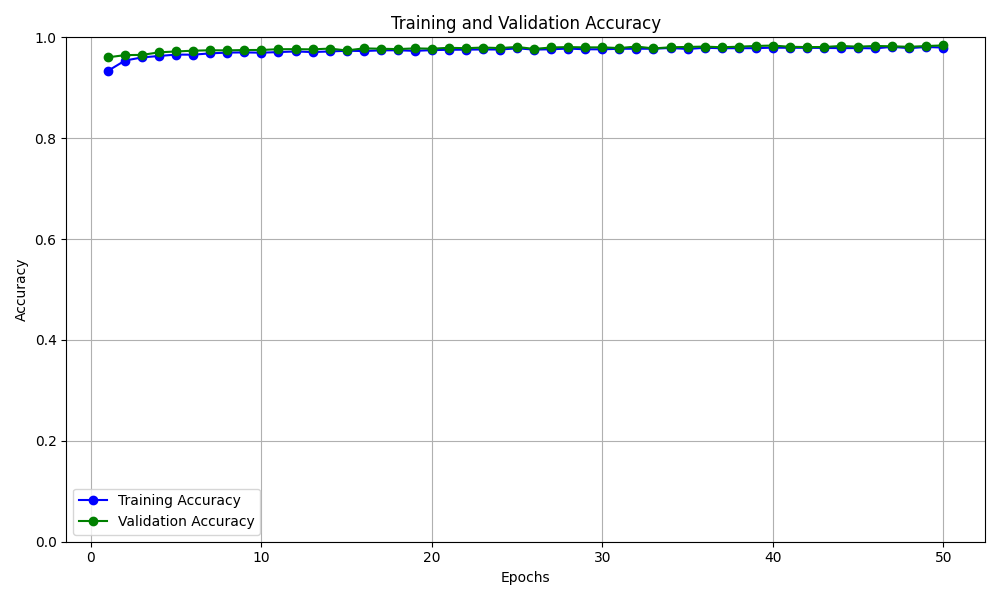 Training and Validation Accuracy
1.0
0.8
0.6
0.4
0.2
0.0
Accuracy
Training Accuracy
Validation Accuracy
0 10 20 30 40 50
Epochs